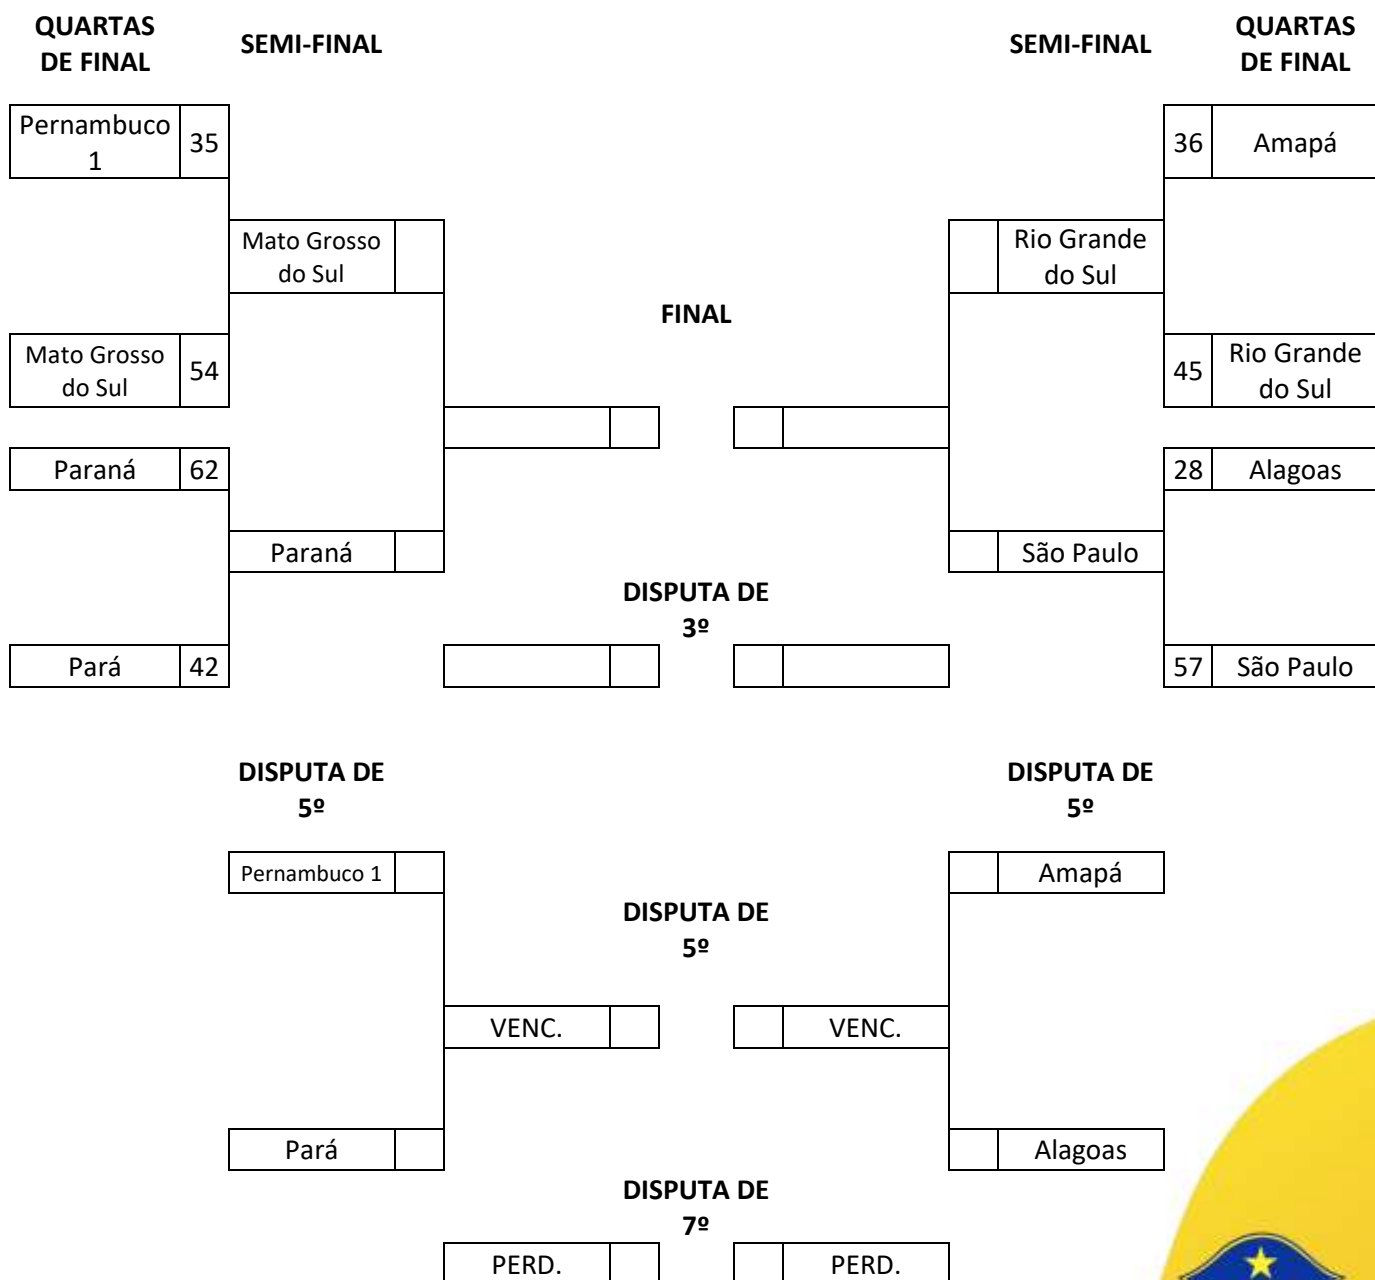 QUARTAS
DE FINAL
SEMI-FINAL
SEMI-FINAL
QUARTAS
DE FINAL
Pernambuco
1
35
36
Amapá
Mato Grosso
do Sul
Rio Grande
do Sul
FINAL
Mato Grosso
do Sul
54
45
Rio Grande
do Sul
Paraná
62
28
Alagoas
Paraná
São Paulo
DISPUTA DE
3º
Pará
42
57
São Paulo
DISPUTA DE
5º
DISPUTA DE
5º
Pernambuco 1
Amapá
DISPUTA DE
5º
VENC.
VENC.
Pará
Alagoas
DISPUTA DE
7º
PERD.
PERD.